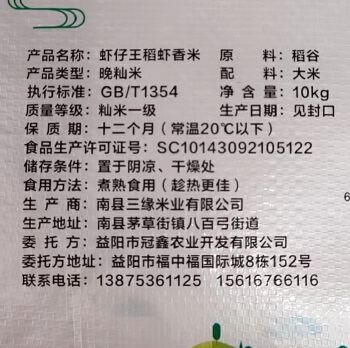 产品名称：虾仔王稻虾香米 原料：稻谷
产品类型：晚籼米 配料：大米
执行标准：GB/T1354 净含量：10kg
质量等级：籼米一级 生产日期：见封口
保质期：十二个月（常温20℃以下）
食品生产许可证号：SC10143092105122
储存条件：置于阴凉、干燥处
食用方法：煮熟食用（趁热更佳）
生产商：南县三缘米业有限公司
生产地址：南县茅草街镇八百弓街道
委托方：益阳市冠鑫农业开发有限公司
委托方地址：益阳市福中福国际城8栋152号
联系电话：13875361125 15616766116
6